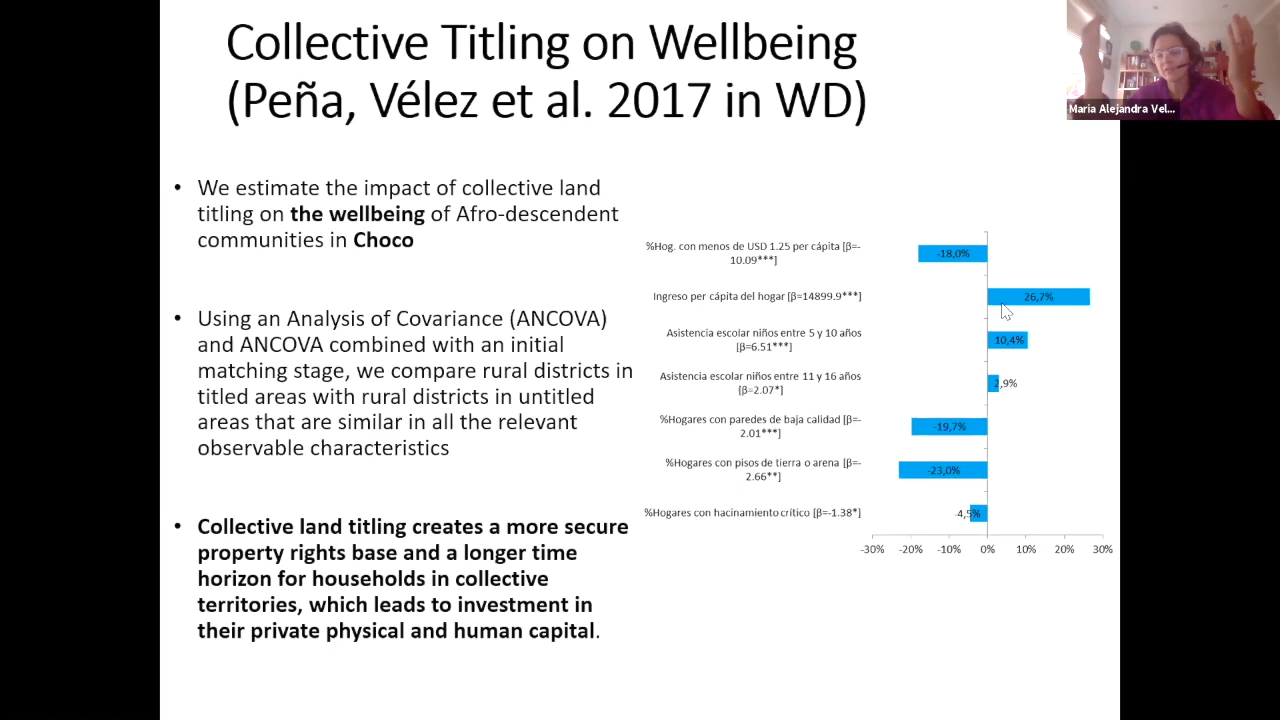 Collective Titling on Wellbeing
(Peña, Vélez et al. 2017 in WD)
Maria Alejandra Vel...
• We estimate the impact of collective land
titling on the wellbeing of Afro-descendent
communities in Choco
• Using an Analysis of Covariance (ANCOVA)
and ANCOVA combined with an initial
matching stage, we compare rural districts in
titled areas with rural districts in untitled
areas that are similar in all the relevant
observable characteristics
• Collective land titling creates a more secure
property rights base and a longer time
horizon for households in collective
territories, which leads to investment in
their private physical and human capital.
%Hog. con menos de USD 1.25 per cápita [β=-
10.09***]
-18,0%
Ingreso per cápita del hogar [β=14899.9***]
26,7%
Asistencia escolar niños entre 5 y 10 años
[β=6.51***]
10,4%
Asistencia escolar niños entre 11 y 16 años
[β=2.07*]
2,9%
%Hogares con paredes de baja calidad [β=-
2.01***]
-19,7%
%Hogares con pisos de tierra o arena [β=-
2.66**]
-23,0%
%Hogares con hacinamiento crítico [β=-1.38*]
-4,5%
-30% -20% -10% 0% 10% 20% 30%